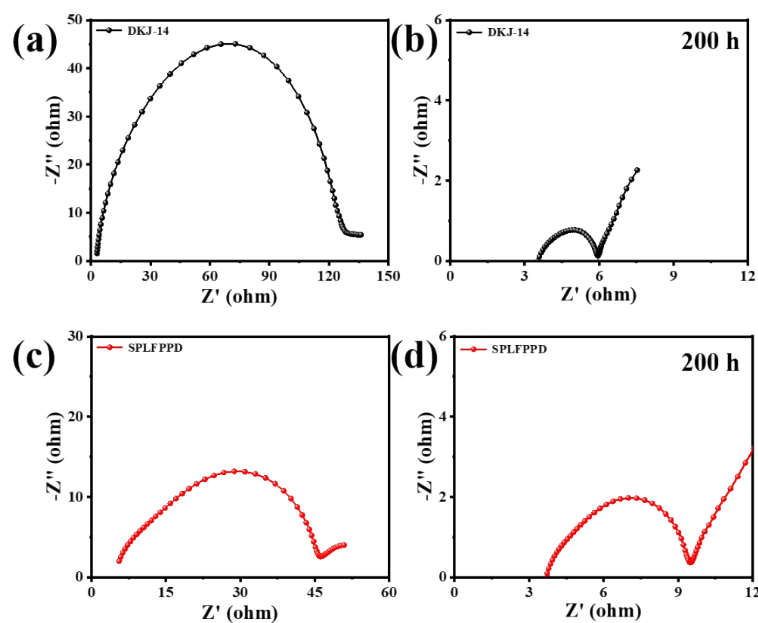 (a)
DKJ-14
50
40
30
20
10
0
-Z'' (ohm)
0 30 60 90 120 150
Z' (ohm)
(b)
DKJ-14
200 h
6
4
2
0
-Z'' (ohm)
0 3 6 9 12
Z' (ohm)
(c)
SPLFPPD
30
20
10
0
-Z'' (ohm)
0 15 30 45 60
Z' (ohm)
(d)
SPLFPPD
200 h
6
4
2
0
-Z'' (ohm)
0 3 6 9 12
Z' (ohm)